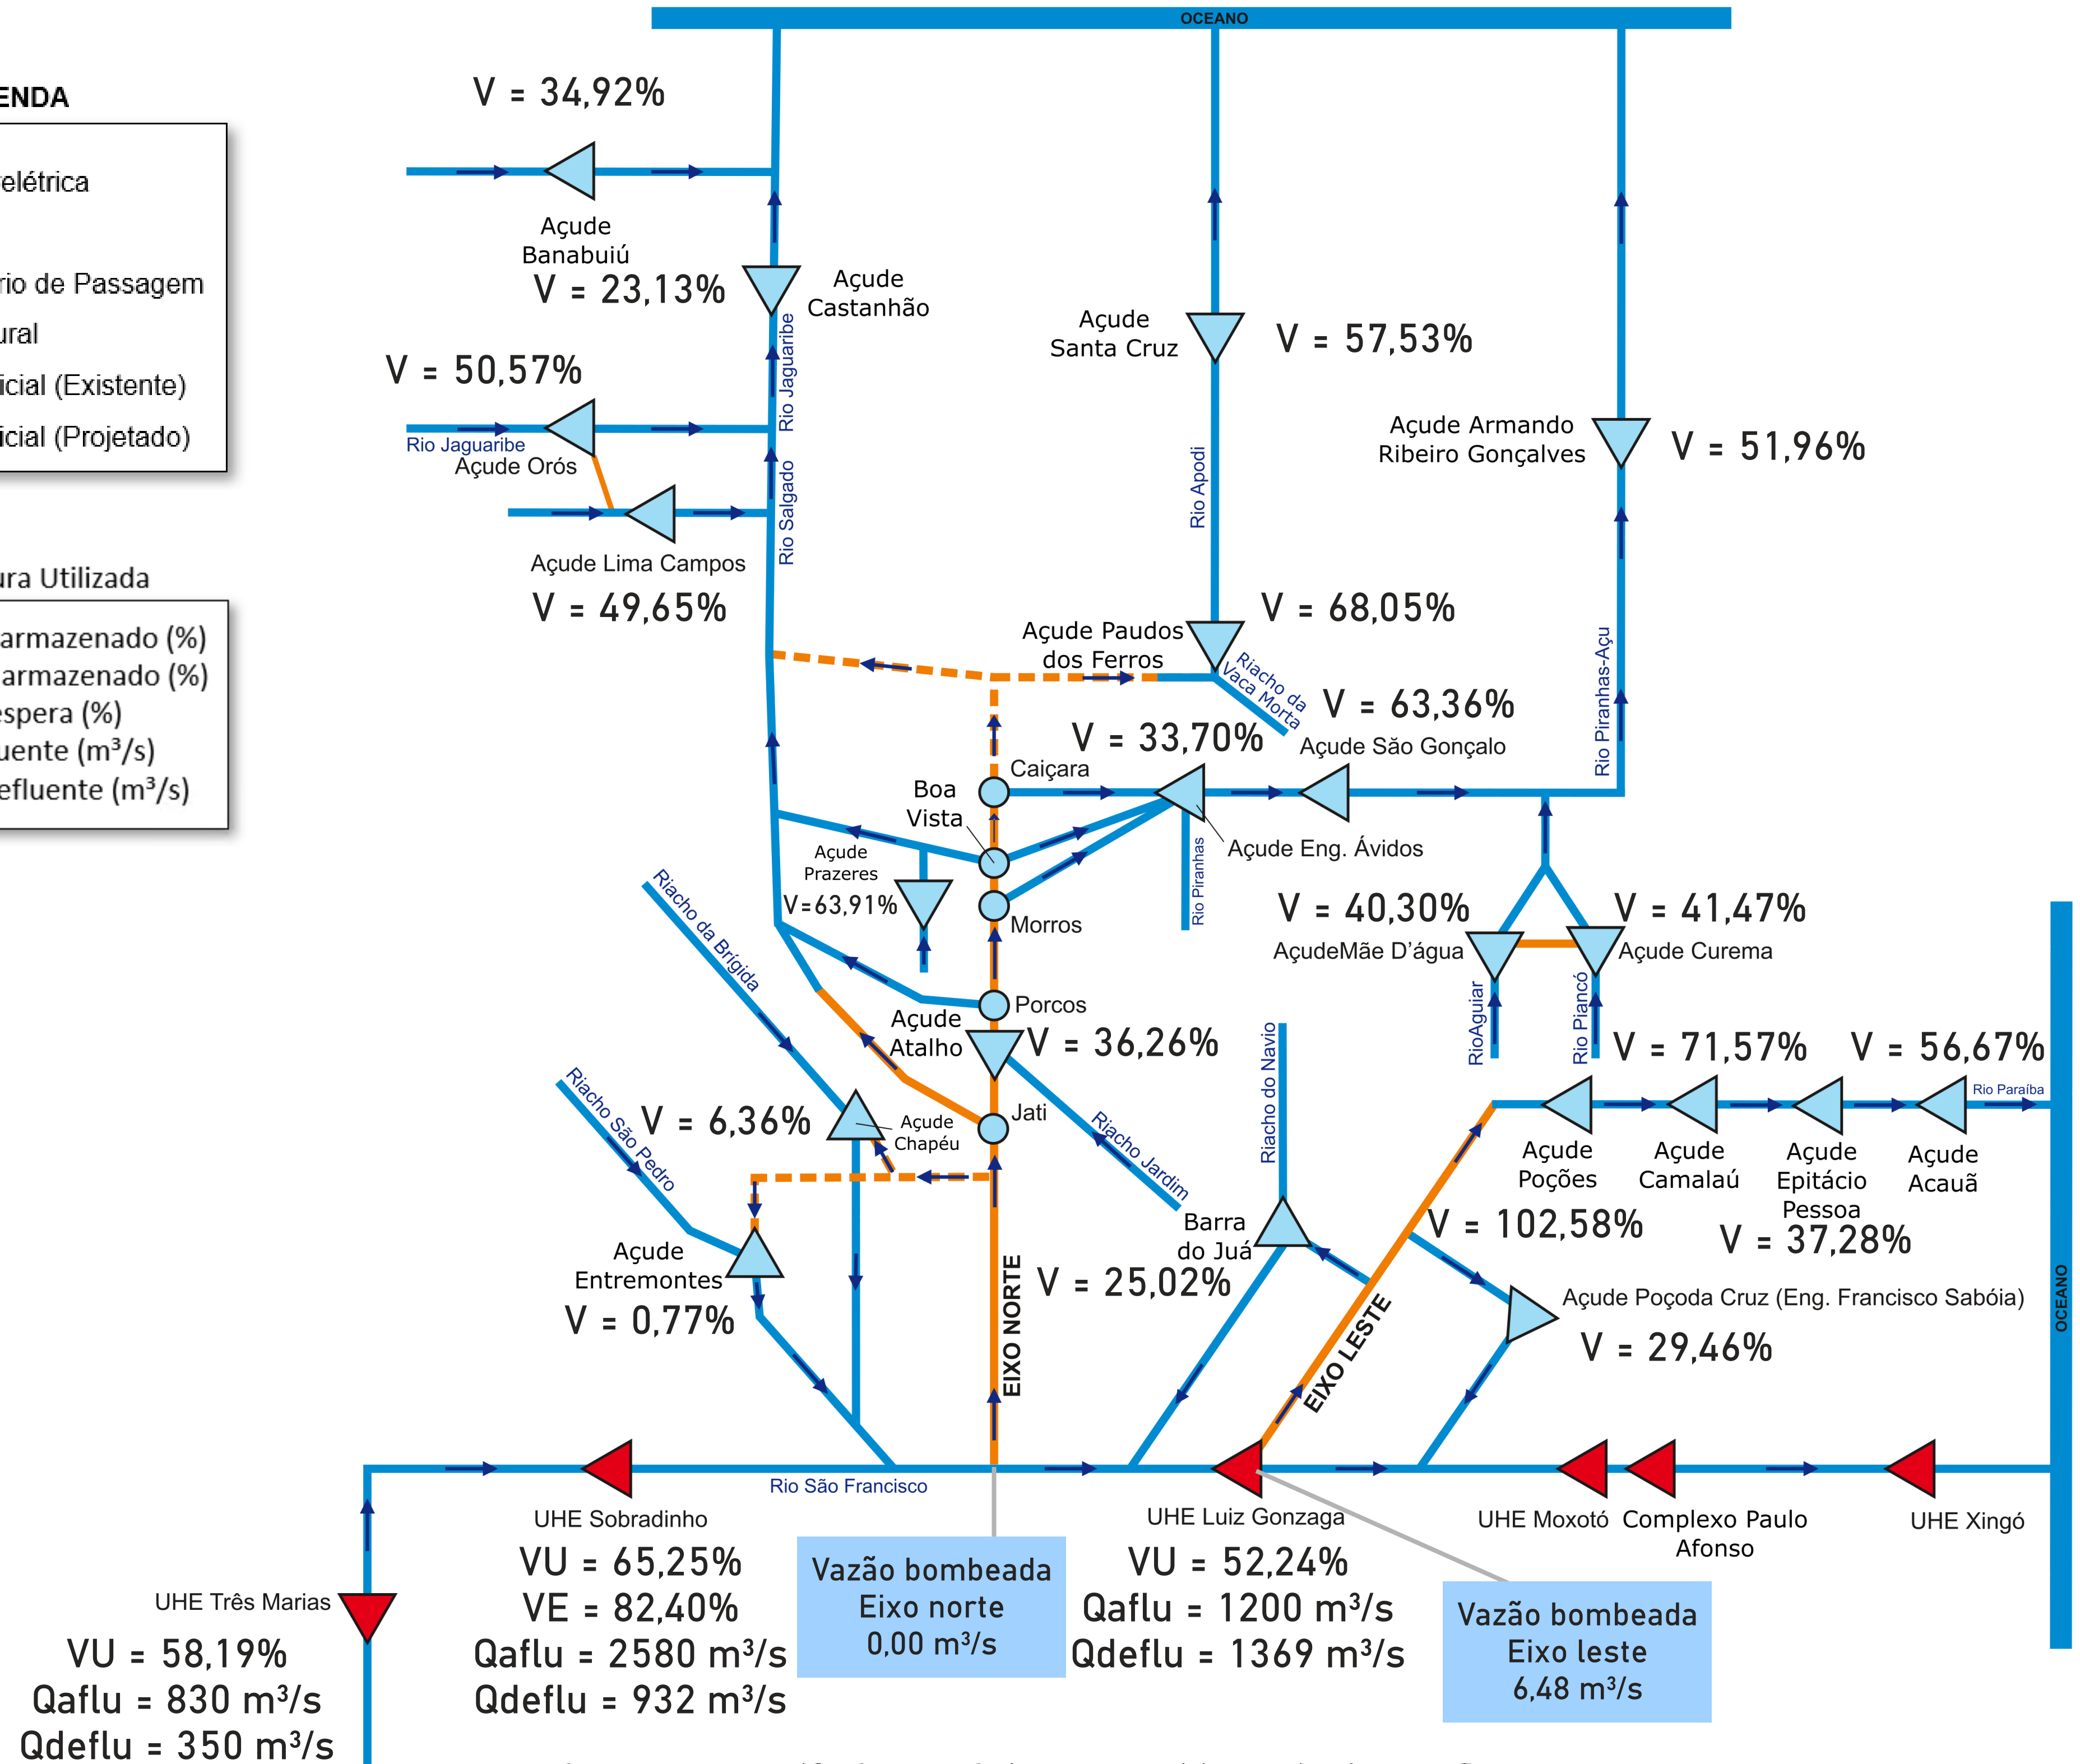 OCEANO
ENDA
elétrica
rio de Passagem
ural
icial (Existente)
icial (Projetado)
ura Utilizada
armazenado (%)
armazenado (%)
espera (%)
uente (m³/s)
efluente (m³/s)
V = 34,92%
Açude
Banabuiú
V = 23,13%
Açude
Castanhão
Rio Jaguaribe
V = 50,57%
Rio Jaguaribe
Açude Orós
Rio Salgado
Açude Lima Campos
V = 49,65%
Açude
Santa Cruz
V = 57,53%
Rio Apodi
Açude Armando
Ribeiro Gonçalves
V = 51,96%
Rio Piranhas-Açu
Açude Paudos
dos Ferros
V = 68,05%
Riacho da
Vaca Morta
V = 63,36%
Açude São Gonçalo
V = 33,70%
Caiçara
Boa
Vista
Açude Eng. Ávidos
Rio Piranhas
Açude
Prazeres
V=63,91%
Morros
Riacho da Brígida
V = 40,30%
AçudeMãe D'água
V = 41,47%
Açude Curema
RioAguiar
Rio Piancó
Porcos
Açude
Atalho
V = 36,26%
Riacho do Navio
V = 71,57%
V = 56,67%
Rio Paraíba
Riacho São Pedro
V = 6,36%
Açude
Chapéu
Jati
Riacho Jardim
Açude
Poções
Açude
Camalaú
Açude
Epitácio
Pessoa
Açude
Acauã
V = 102,58%
V = 37,28%
Barra
do Juá
V = 25,02%
Açude
Entremontes
V = 0,77%
EIXO NORTE
EIXO LESTE
Açude Poçoda Cruz (Eng. Francisco Sabóia)
V = 29,46%
OCEANO
Rio São Francisco
UHE Sobradinho
VU = 65,25%
VE = 82,40%
Qaflu = 2580 m³/s
Qdeflu = 932 m³/s
Vazão bombeada
Eixo norte
0,00 m³/s
UHE Luiz Gonzaga
VU = 52,24%
Qaflu = 1200 m³/s
Qdeflu = 1369 m³/s
Vazão bombeada
Eixo leste
6,48 m³/s
UHE Moxotó
Complexo Paulo
Afonso
UHE Xingó
UHE Três Marias
VU = 58,19%
Qaflu = 830 m³/s
Qdeflu = 350 m³/s